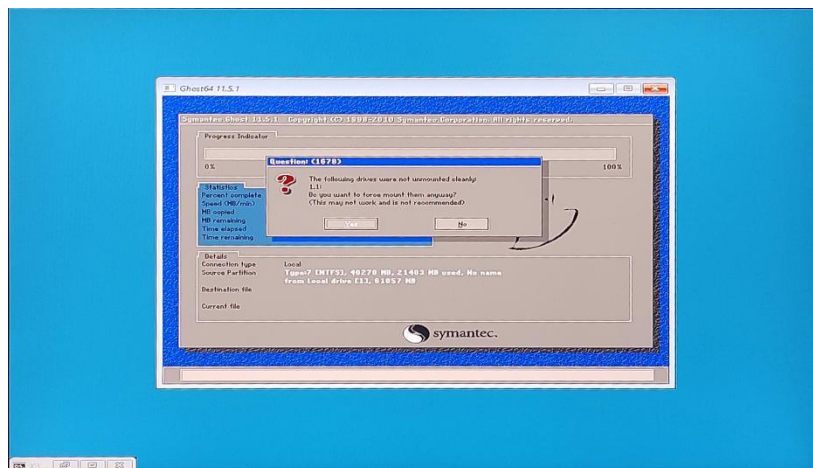 Ghost64 11.5.1
Symantec Ghost 11.5.1 Copyright (C) 1998-2010 Symantec Corporation. All rights reserved.
Progress Indicator
0% 100%
Question: (1678)
The following drives were not unmounted cleanly:
1.1:
Do you want to force mount them anyway?
(This may not work and is not recommended)
Yes No
Statistics
Percent complete
Speed (MB/min)
MB copied
MB remaining
Time elapsed
Time remaining
Details
Connection type Local
Source Partition Type:7 [NTFS], 40270 MB, 21403 MB used, No name
from Local drive [1], 61057 MB
Destination file
Current file
symantec.